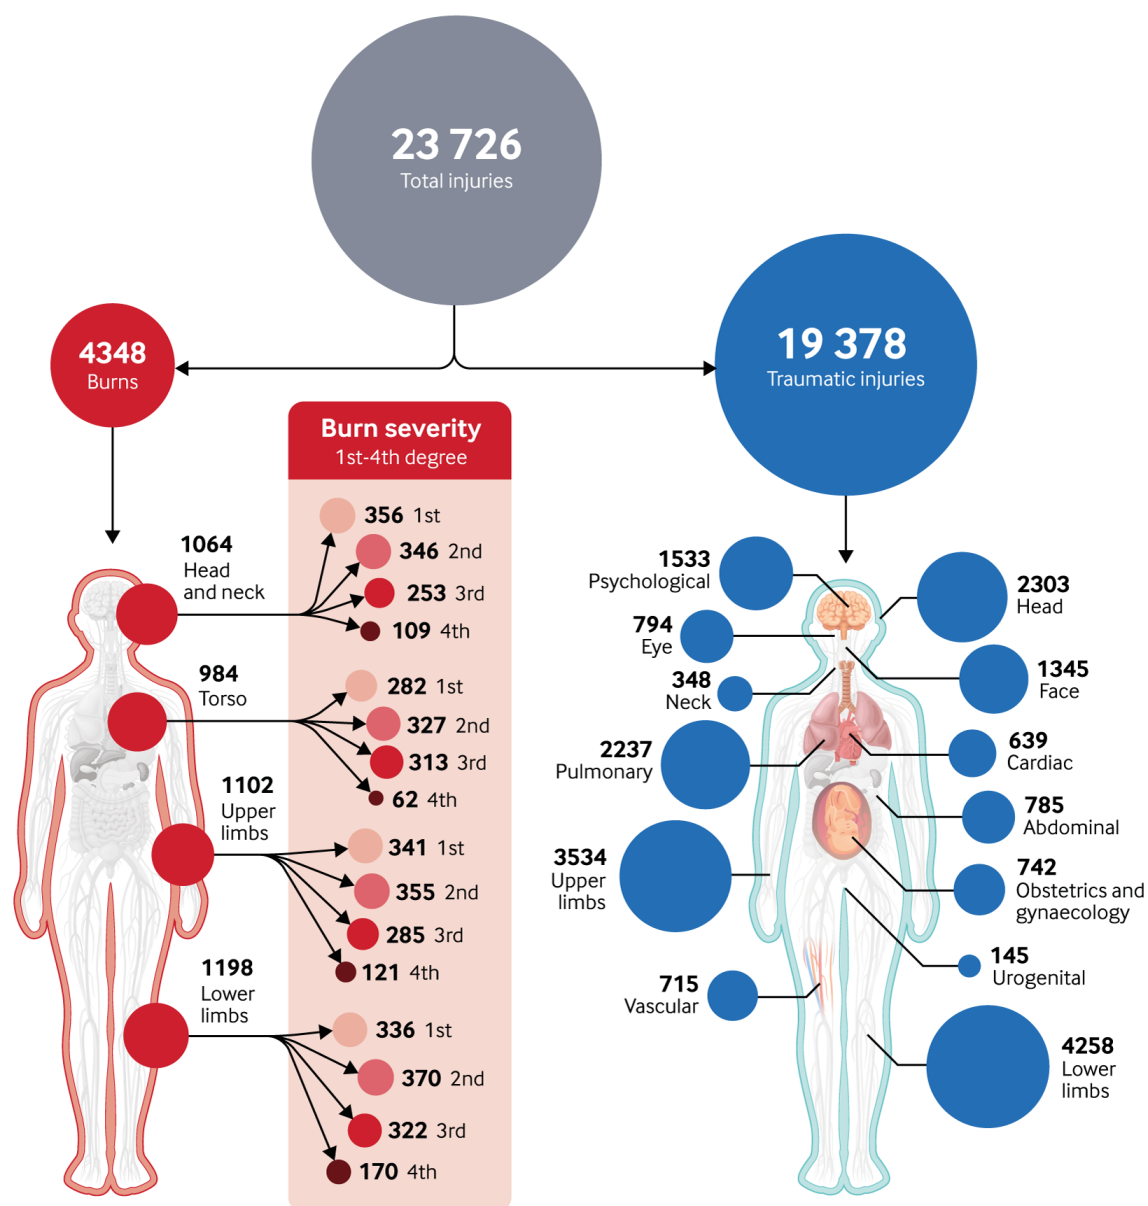 23 726
Total injuries
4348
Burns
19 378
Traumatic injuries
Burn severity
1st-4th degree
1064
Head
and neck
356 1st
346 2nd
253 3rd
109 4th
984
Torso
282 1st
327 2nd
313 3rd
62 4th
1102
Upper
limbs
341 1st
355 2nd
285 3rd
121 4th
1198
Lower
limbs
336 1st
370 2nd
322 3rd
170 4th
1533
Psychological
2303
Head
794
Eye
1345
Face
348
Neck
2237
Pulmonary
639
Cardiac
785
Abdominal
3534
Upper
limbs
742
Obstetrics and
gynaecology
145
Urogenital
715
Vascular
4258
Lower
limbs